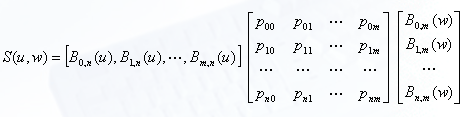 S(u,w) = [B_{0,n}(u), B_{1,n}(u), ⋯, B_{m,n}(u)] [p_{00} p_{01} ⋯ p_{0m}; p_{10} p_{11} ⋯ p_{1m}; ⋯ ⋯ ⋯ ⋯; p_{n0} p_{n1} ⋯ p_{nm}] [B_{0,m}(w); B_{1,m}(w); ⋯; B_{n,m}(w)]